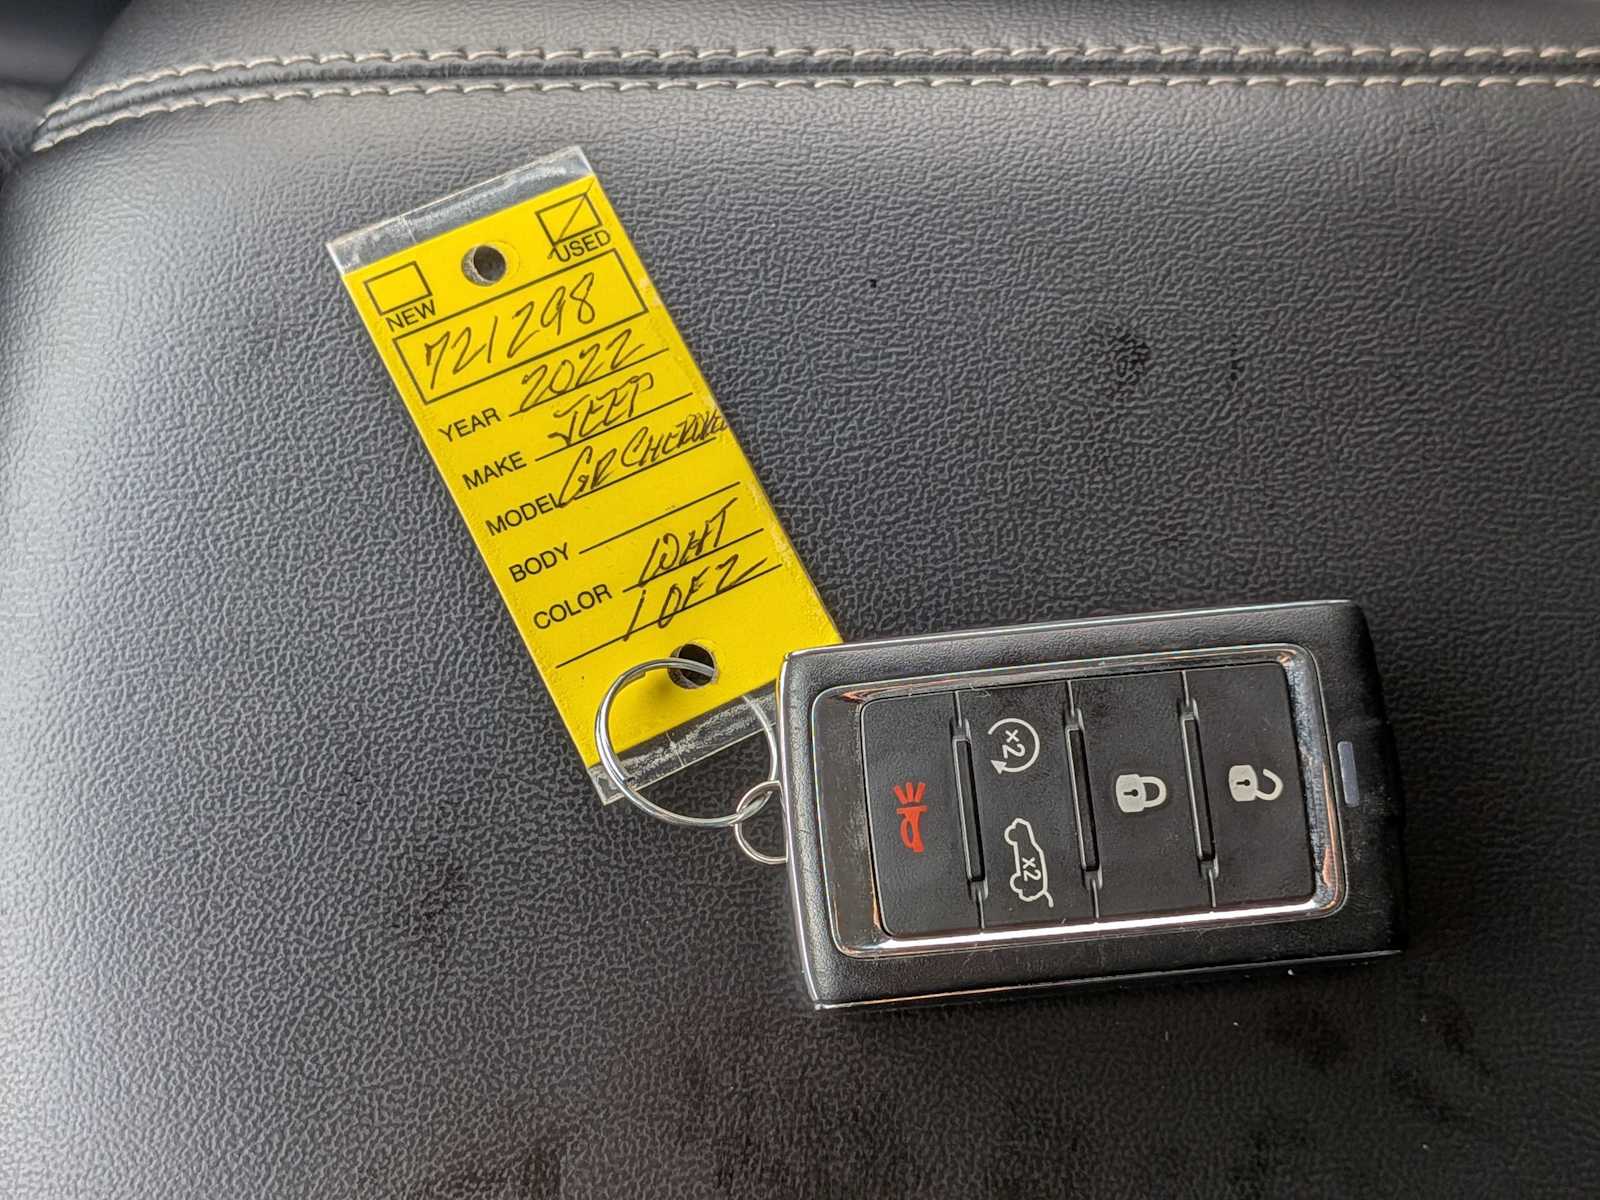 NEW USED
721298
YEAR 2022
MAKE JEEP
MODEL GR CHEROKEE
BODY
COLOR WHT
1 OF 2
x2
x2